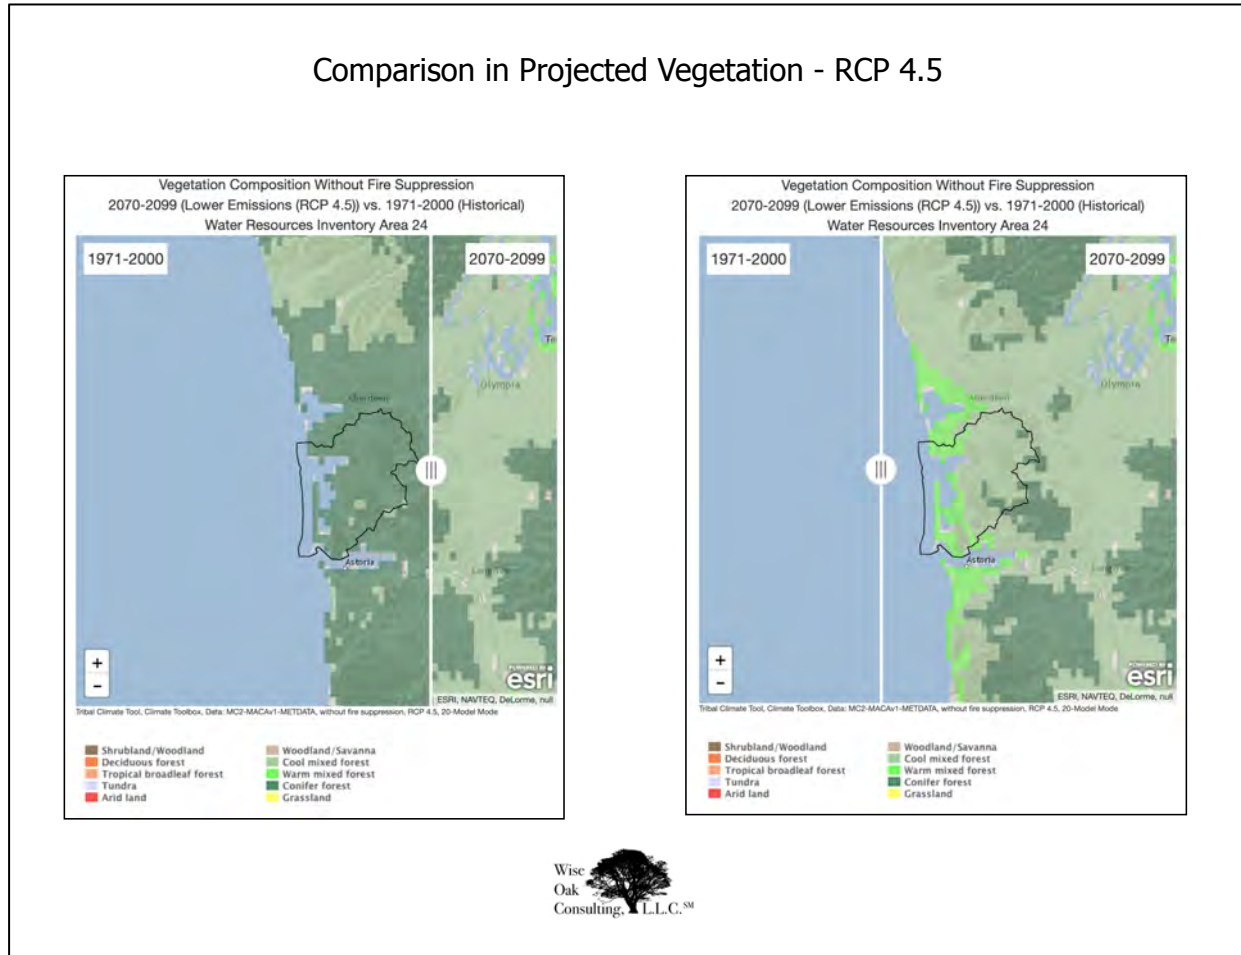 Comparison in Projected Vegetation - RCP 4.5
Vegetation Composition Without Fire Suppression
2070-2099 (Lower Emissions (RCP 4.5)) vs. 1971-2000 (Historical)
Water Resources Inventory Area 24
1971-2000
2070-2099
Te
Olympia
Aberdeen
Astoria
+
−
POWERED BY
esri
ESRI, NAVTEQ, DeLorme, null
Tribal Climate Tool, Climate Toolbox, Data: MC2-MACAv1-METDATA, without fire suppression, RCP 4.5, 20-Model Mode
Shrubland/Woodland
Deciduous forest
Tropical broadleaf forest
Tundra
Arid land
Woodland/Savanna
Cool mixed forest
Warm mixed forest
Conifer forest
Grassland
Vegetation Composition Without Fire Suppression
2070-2099 (Lower Emissions (RCP 4.5)) vs. 1971-2000 (Historical)
Water Resources Inventory Area 24
1971-2000
2070-2099
Te
Olympia
Aberdeen
Astoria
+
−
POWERED BY
esri
ESRI, NAVTEQ, DeLorme, null
Tribal Climate Tool, Climate Toolbox, Data: MC2-MACAv1-METDATA, without fire suppression, RCP 4.5, 20-Model Mode
Shrubland/Woodland
Deciduous forest
Tropical broadleaf forest
Tundra
Arid land
Woodland/Savanna
Cool mixed forest
Warm mixed forest
Conifer forest
Grassland
Wise
Oak
Consulting, L.L.C.℠